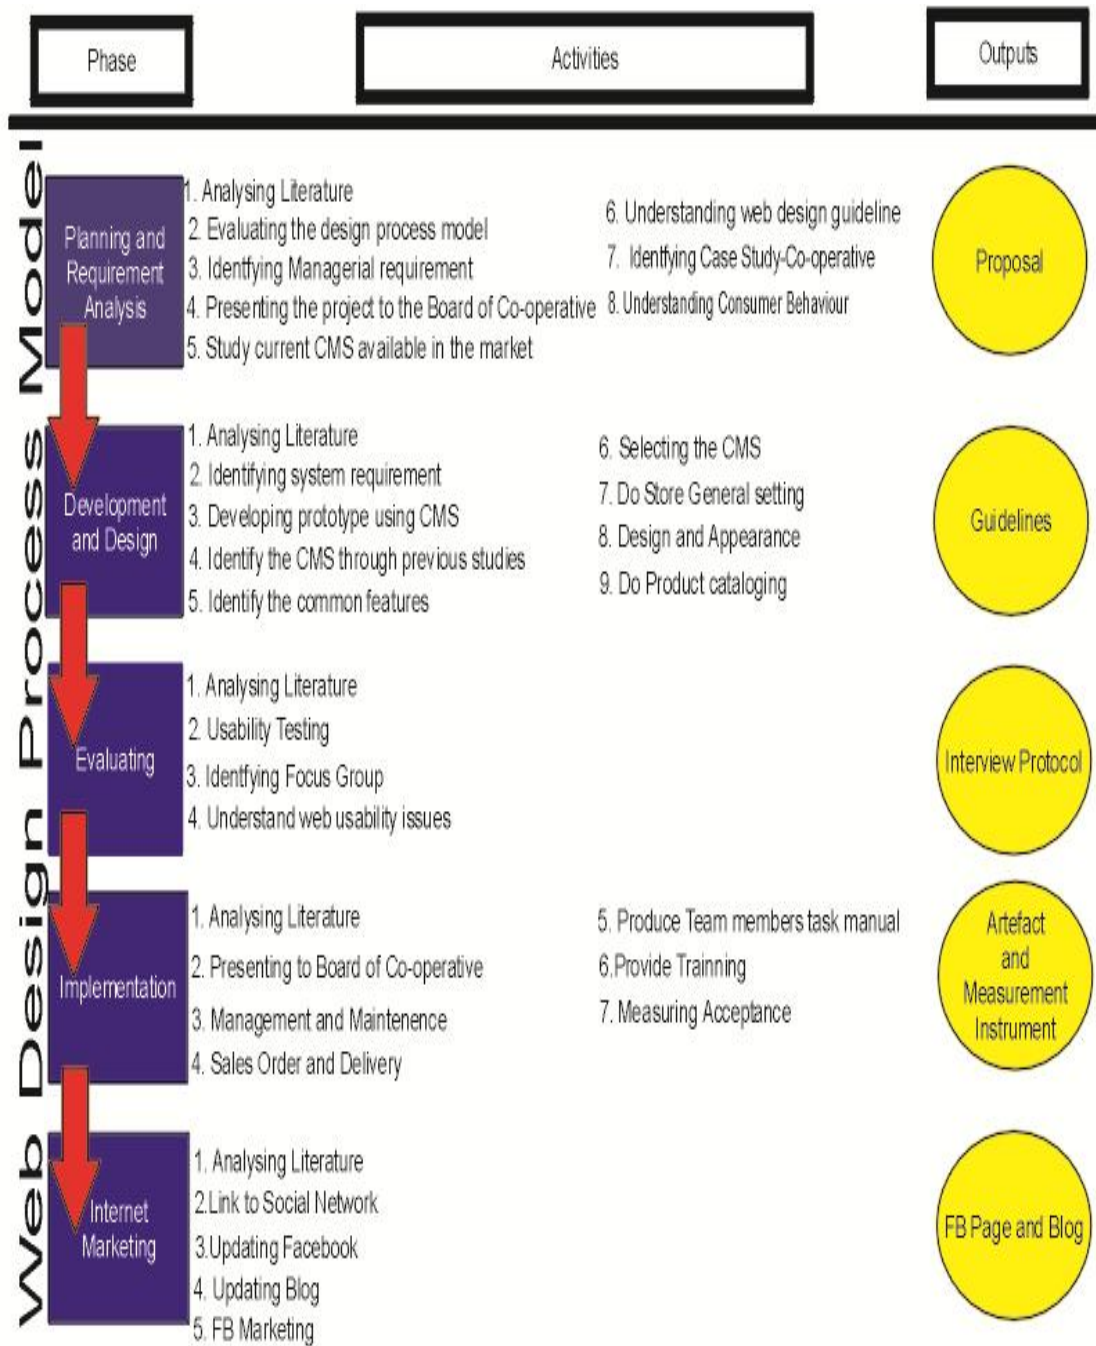 Phase
Activities
Outputs
Web Design Process Model
Planning and
Requirement
Analysis
1. Analysing Literature
2. Evaluating the design process model
3. Identfying Managerial requirement
4. Presenting the project to the Board of Co-operative
5. Study current CMS available in the market
6. Understanding web design guideline
7. Identfying Case Study-Co-operative
8. Understanding Consumer Behaviour
Proposal
Development
and Design
1. Analysing Literature
2. Identifying system requirement
3. Developing prototype using CMS
4. Identify the CMS through previous studies
5. Identify the common features
6. Selecting the CMS
7. Do Store General setting
8. Design and Appearance
9. Do Product cataloging
Guidelines
Evaluating
1. Analysing Literature
2. Usability Testing
3. Identfying Focus Group
4. Understand web usability issues
Interview Protocol
Implementation
1. Analysing Literature
2. Presenting to Board of Co-operative
3. Management and Maintenence
4. Sales Order and Delivery
5. Produce Team members task manual
6.Provide Trainning
7. Measuring Acceptance
Artefact
and
Measurement
Instrument
Internet
Marketing
1. Analysing Literature
2.Link to Social Network
3.Updating Facebook
4. Updating Blog
5. FB Marketing
FB Page and Blog